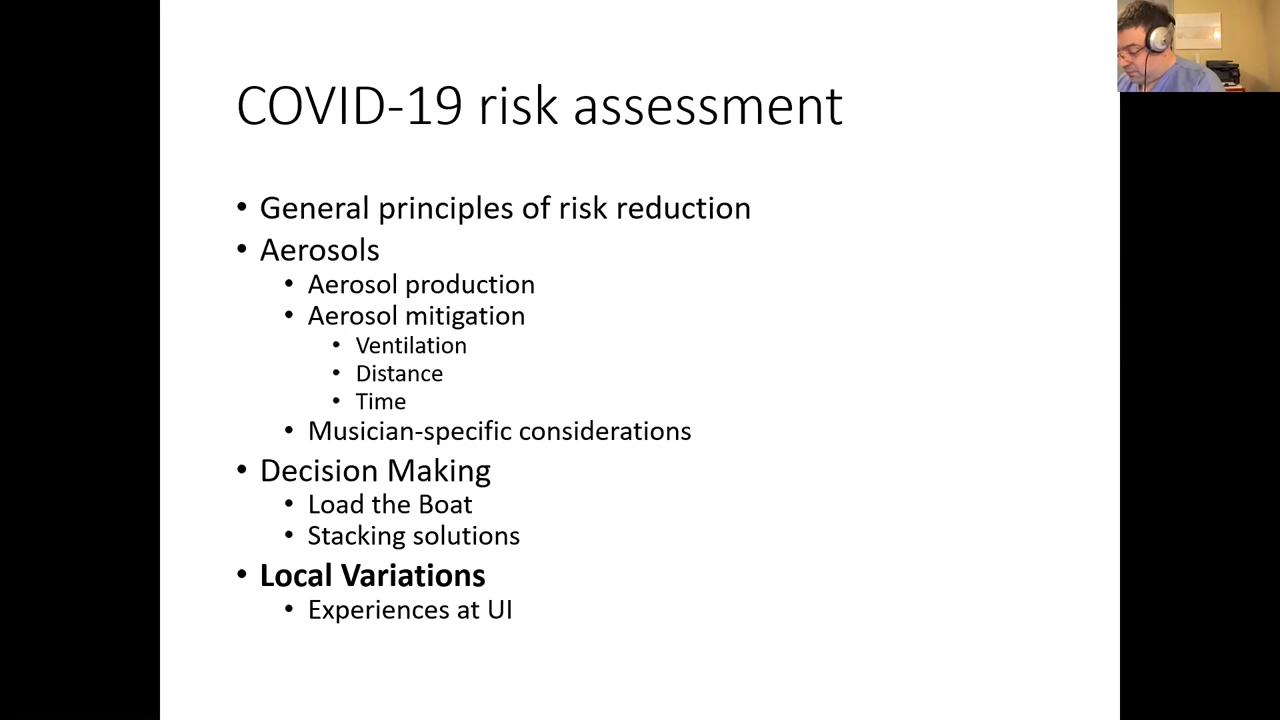 COVID-19 risk assessment
• General principles of risk reduction
• Aerosols
• Aerosol production
• Aerosol mitigation
• Ventilation
• Distance
• Time
• Musician-specific considerations
• Decision Making
• Load the Boat
• Stacking solutions
• Local Variations
• Experiences at UI